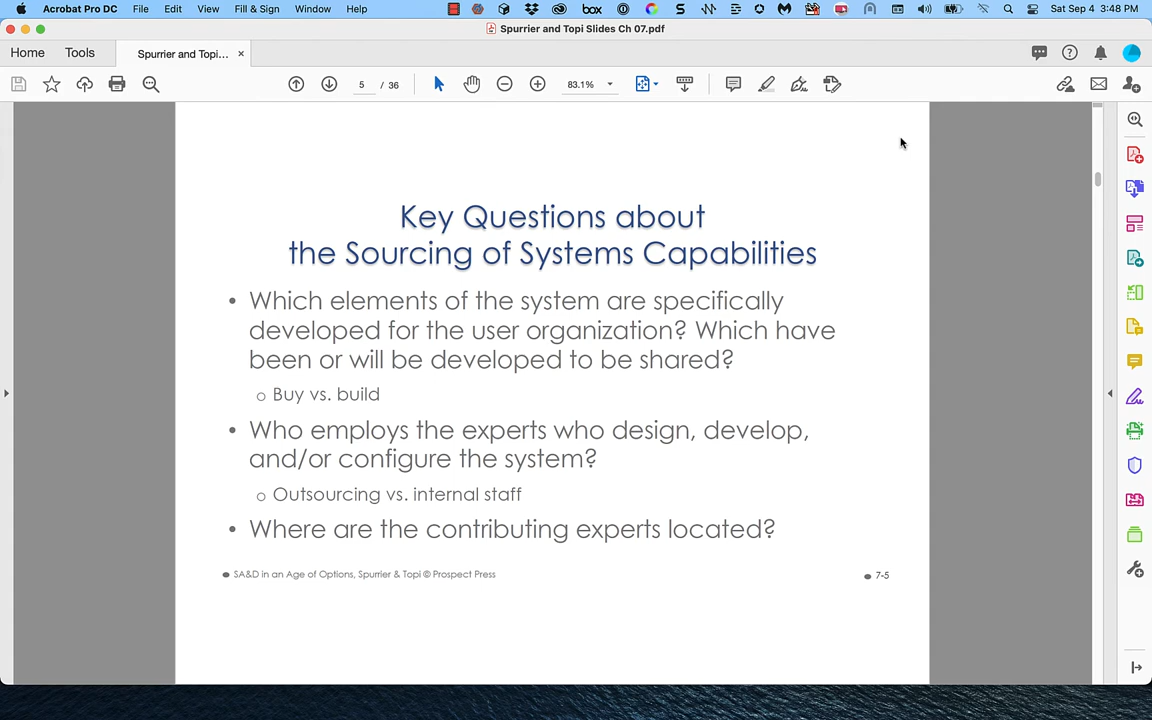 Acrobat Pro DC File Edit View Fill & Sign Window Help box Sat Sep 4 3:48 PM
Spurrier and Topi Slides Ch 07.pdf
Home Tools Spurrier and Topi... ×
5 / 36 83.1%
Key Questions about
the Sourcing of Systems Capabilities
• Which elements of the system are specifically
developed for the user organization? Which have
been or will be developed to be shared?
o Buy vs. build
• Who employs the experts who design, develop,
and/or configure the system?
o Outsourcing vs. internal staff
• Where are the contributing experts located?
● SA&D in an Age of Options, Spurrier & Topi © Prospect Press ● 7-5